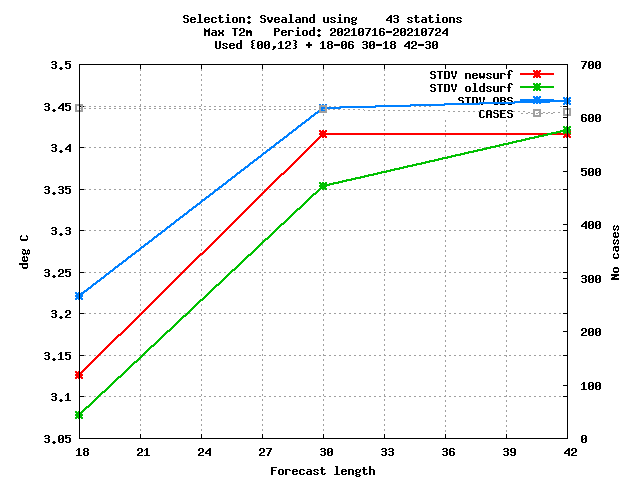 Selection: Svealand using    43 stations
Max T2m   Period: 20210716-20210724
Used {00,12} + 18-06 30-18 42-30
3.5
3.45
3.4
3.35
3.3
3.25
3.2
3.15
3.1
3.05
deg C
700
600
500
400
300
200
100
0
No cases
STDV newsurf
STDV oldsurf
STDV OBS
CASES
18 21 24 27 30 33 36 39 42
Forecast length